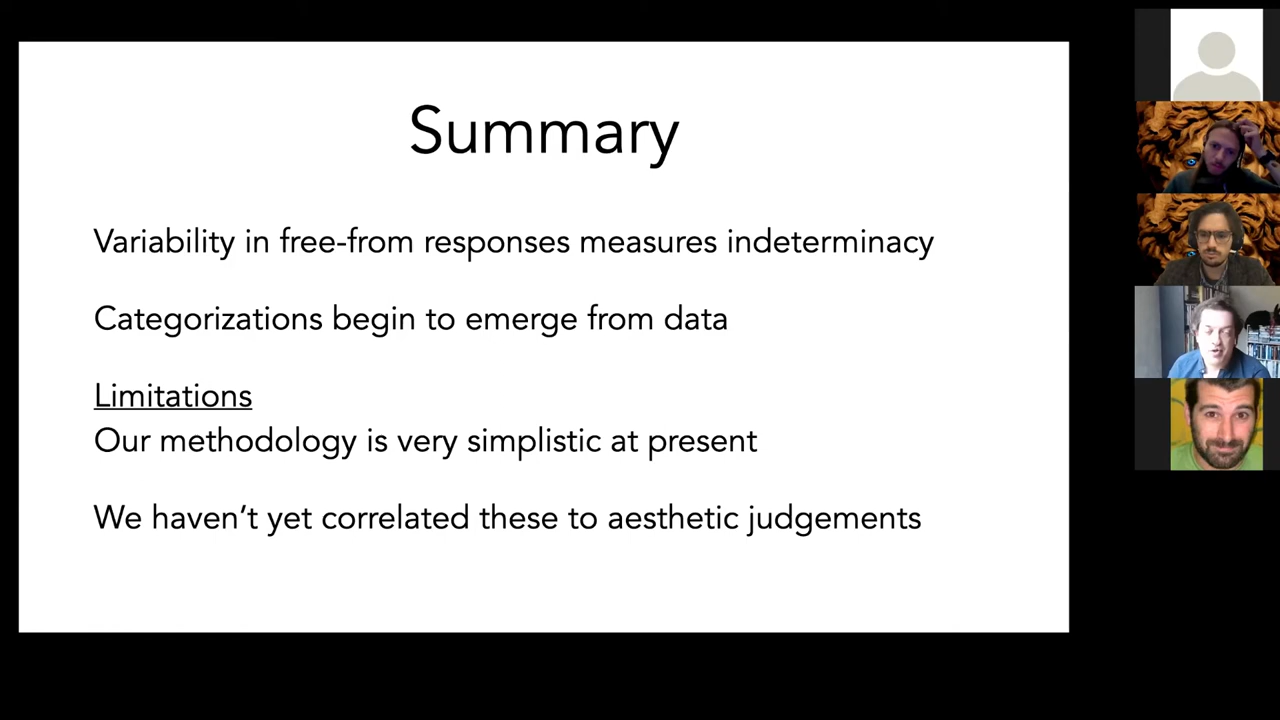 Summary
Variability in free-from responses measures indeterminacy
Categorizations begin to emerge from data
Limitations
Our methodology is very simplistic at present
We haven’t yet correlated these to aesthetic judgements